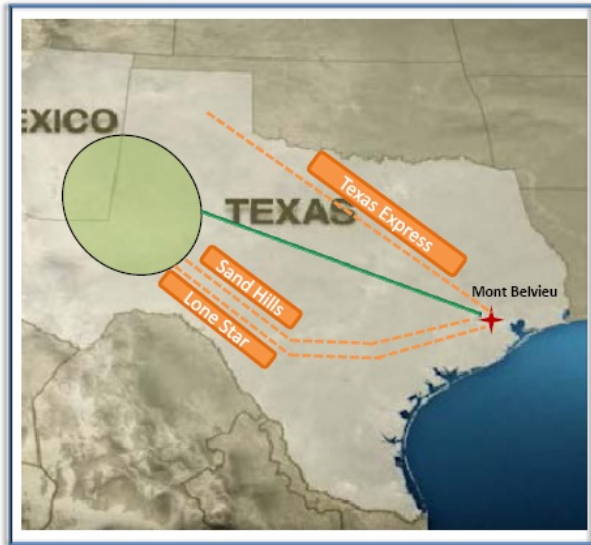 EXICO
TEXAS
Texas Express
Sand Hills
Lone Star
Mont Belvieu